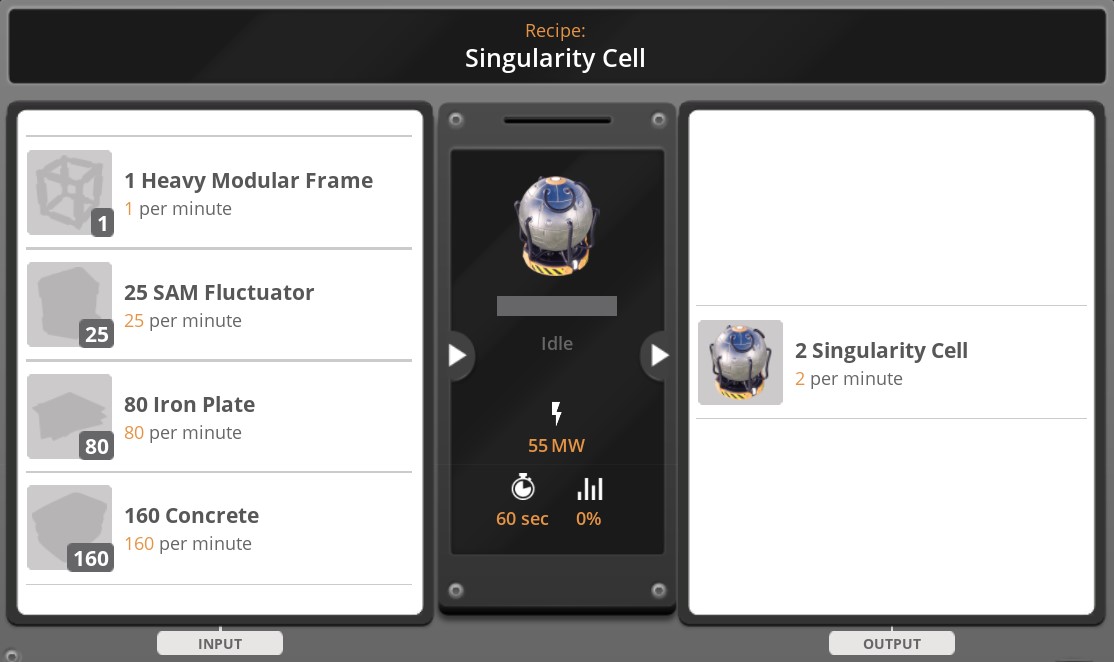 Recipe:
Singularity Cell
1 Heavy Modular Frame
1 per minute
1
25 SAM Fluctuator
25 per minute
25
80 Iron Plate
80 per minute
80
160 Concrete
160 per minute
160
INPUT
Idle
55 MW
60 sec
0%
2 Singularity Cell
2 per minute
OUTPUT